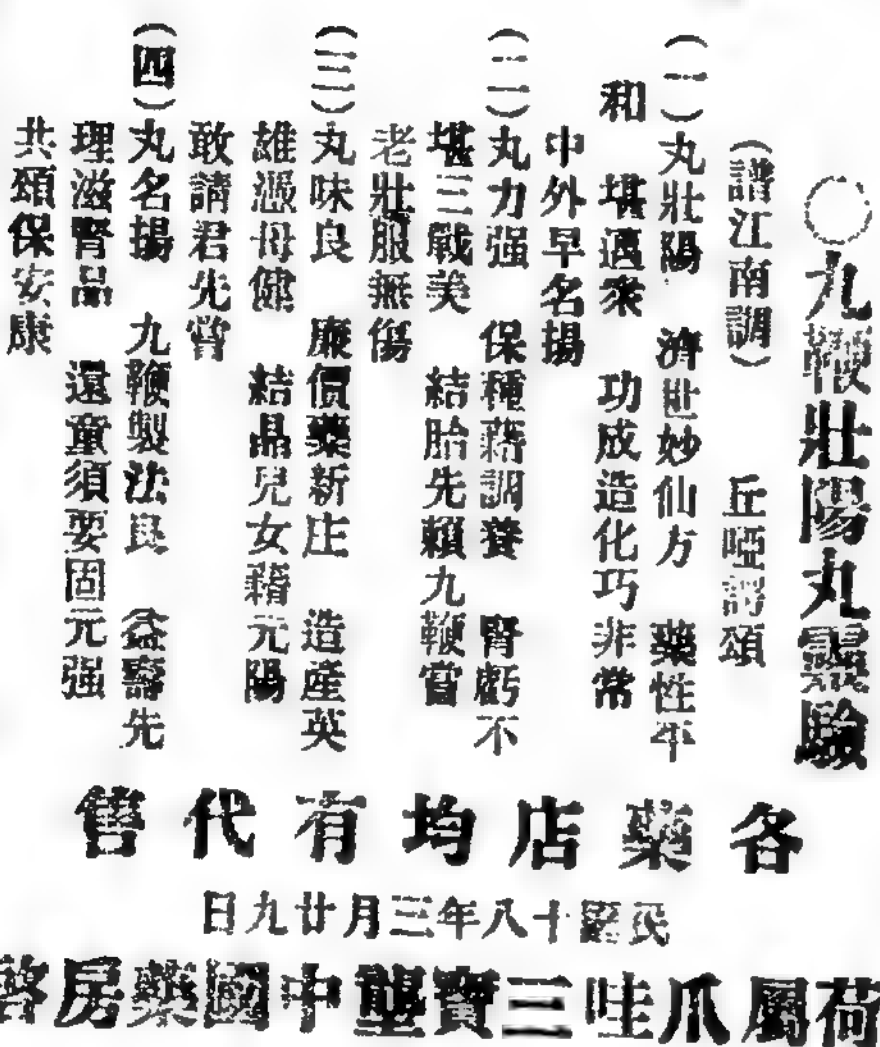 ○九鞭壯陽丸靈驗
（譜江南調）　丘啞謌頌
（一）丸壯陽　濟世妙仙方　藥性平
和　堪邁衆　功成造化巧非常
中外早名揚
（二）丸力强　保種藉調養　腎虧不
堪三戰美　結胎先賴九鞭嘗
老壯服無傷
（三）丸味良　廉價藥新庄　造產英
雄憑母健　結晶兒女藉元陽
敢請君先嘗
（四）丸名揚　九鞭製法良　益壽先
理滋腎品　還童須要固元强
共頌保安康
各藥店均有代售
民國十八年三月廿九日
荷屬爪哇三寶壟中國藥房啓